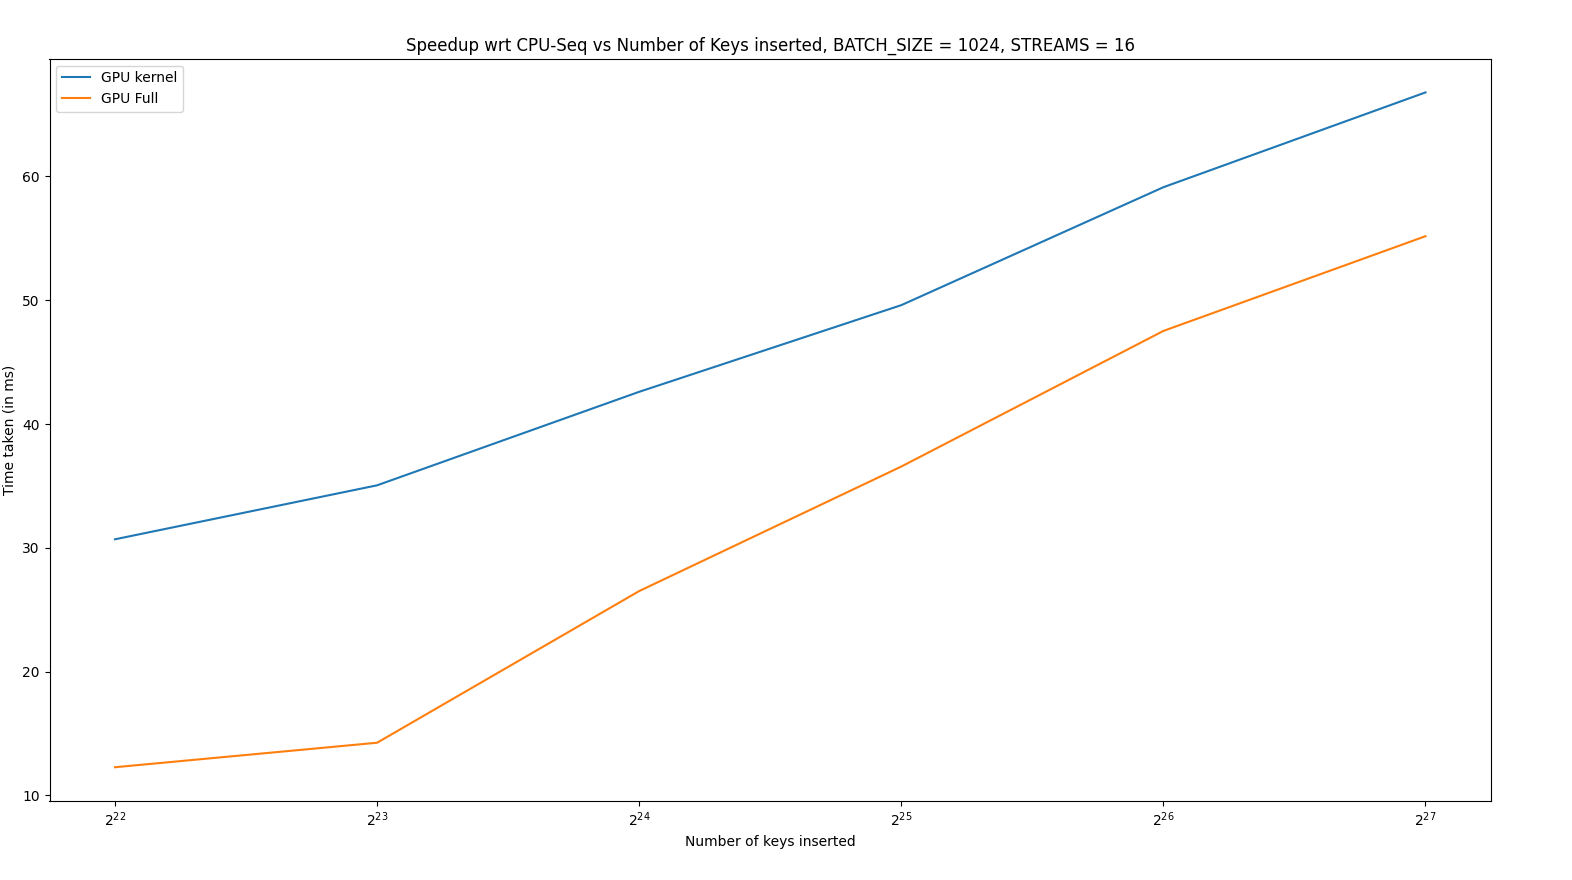 Speedup wrt CPU-Seq vs Number of Keys inserted, BATCH_SIZE = 1024, STREAMS = 16
GPU kernel
GPU Full
Time taken (in ms)
60
50
40
30
20
10
2^22 2^23 2^24 2^25 2^26 2^27
Number of keys inserted